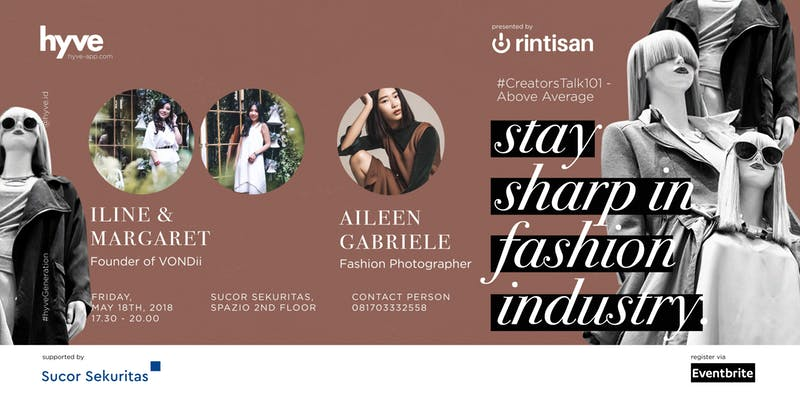 hyve
hyve-app.com
@hyve.id
#hyveGeneration
ILINE &
MARGARET
Founder of VONDii
AILEEN
GABRIELE
Fashion Photographer
FRIDAY,
MAY 18TH, 2018
17.30 - 20.00
SUCOR SEKURITAS,
SPAZIO 2ND FLOOR
CONTACT PERSON
081703332558
presented by
rintisan
#CreatorsTalk101 -
Above Average
stay
sharp in
fashion
industry.
supported by
Sucor Sekuritas
register via
Eventbrite